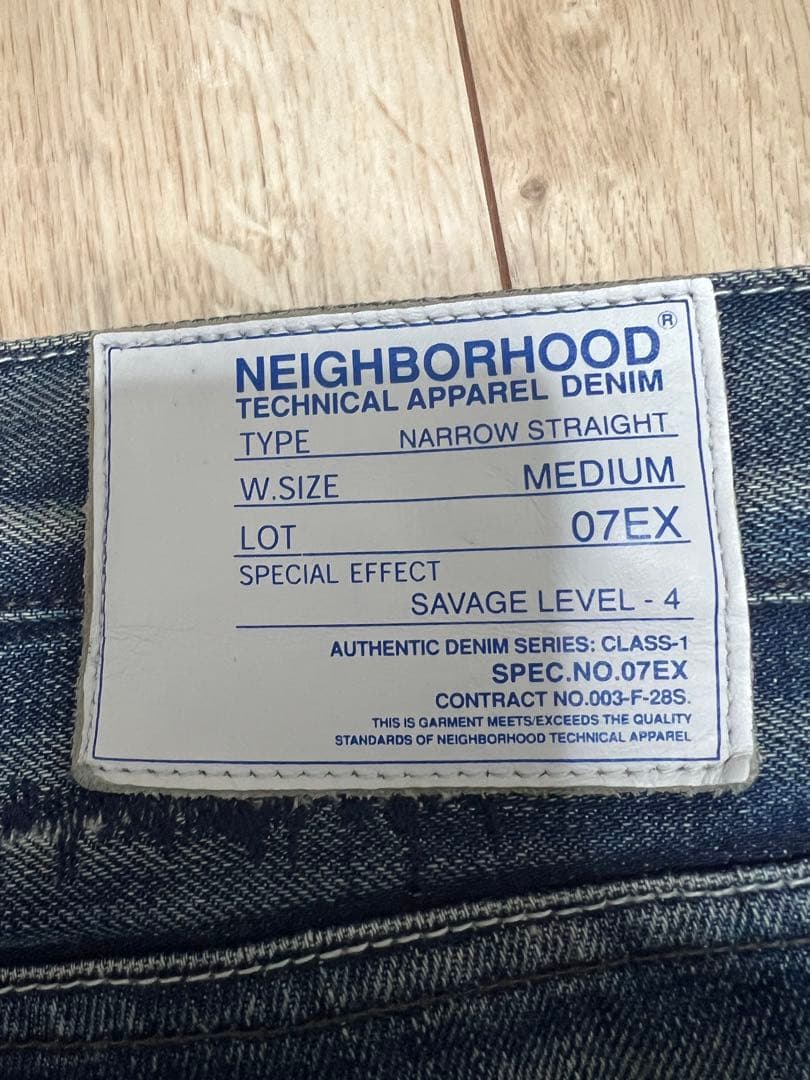 NEIGHBORHOOD®
TECHNICAL APPAREL DENIM
TYPE NARROW STRAIGHT
W.SIZE MEDIUM
LOT 07EX
SPECIAL EFFECT
SAVAGE LEVEL - 4
AUTHENTIC DENIM SERIES: CLASS-1
SPEC.NO.07EX
CONTRACT NO.003-F-28S.
THIS IS GARMENT MEETS/EXCEEDS THE QUALITY
STANDARDS OF NEIGHBORHOOD TECHNICAL APPAREL